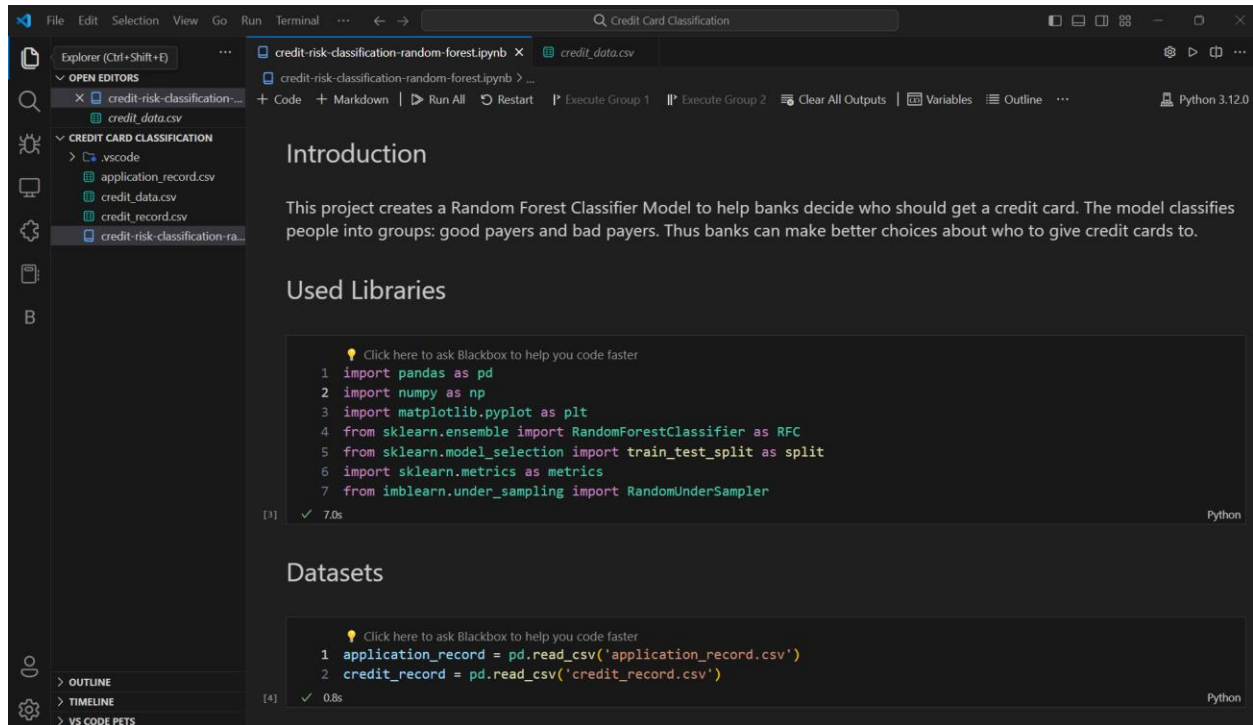 File Edit Selection View Go Run Terminal ··· Credit Card Classification
Explorer (Ctrl+Shift+E) ···
OPEN EDITORS
credit-risk-classification-...
credit_data.csv
CREDIT CARD CLASSIFICATION
.vscode
application_record.csv
credit_data.csv
credit_record.csv
credit-risk-classification-ra...
B
OUTLINE
TIMELINE
VS CODE PETS
credit-risk-classification-random-forest.ipynb credit_data.csv
credit-risk-classification-random-forest.ipynb > ...
+ Code + Markdown | Run All Restart Execute Group 1 Execute Group 2 Clear All Outputs | Variables Outline ··· Python 3.12.0
Introduction
This project creates a Random Forest Classifier Model to help banks decide who should get a credit card. The model classifies
people into groups: good payers and bad payers. Thus banks can make better choices about who to give credit cards to.
Used Libraries
Click here to ask Blackbox to help you code faster
1 import pandas as pd
2 import numpy as np
3 import matplotlib.pyplot as plt
4 from sklearn.ensemble import RandomForestClassifier as RFC
5 from sklearn.model_selection import train_test_split as split
6 import sklearn.metrics as metrics
7 from imblearn.under_sampling import RandomUnderSampler
[3] ✓ 7.0s Python
Datasets
Click here to ask Blackbox to help you code faster
1 application_record = pd.read_csv('application_record.csv')
2 credit_record = pd.read_csv('credit_record.csv')
[4] ✓ 0.8s Python